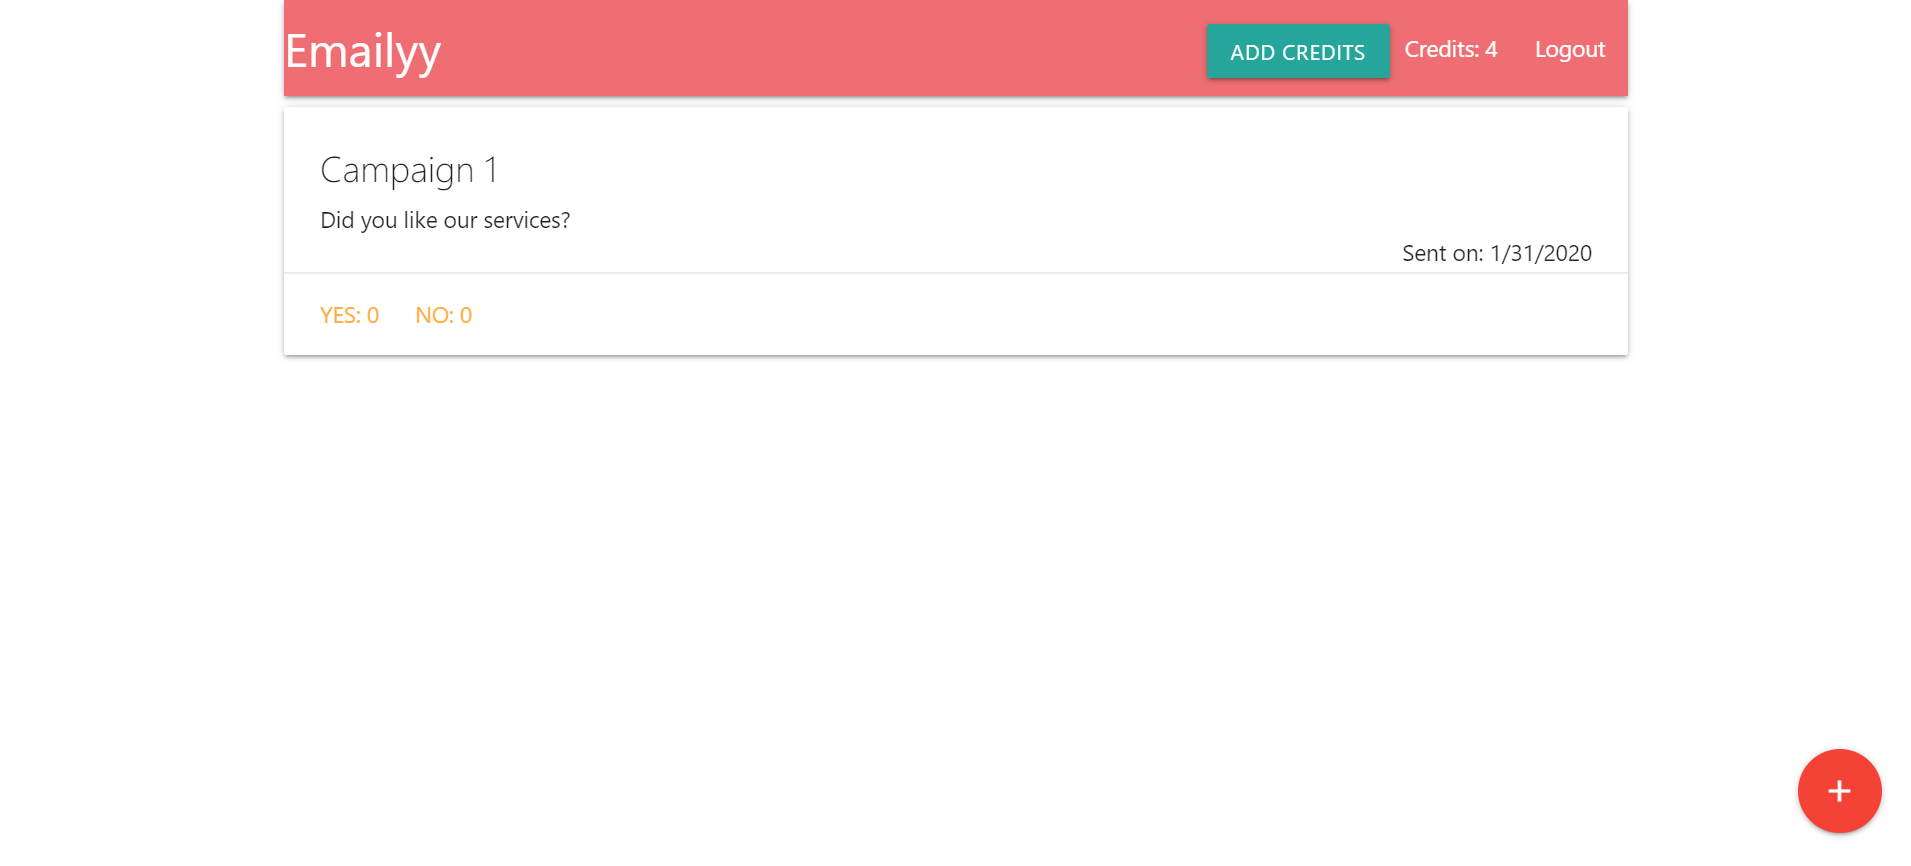 Emailyy
ADD CREDITS Credits: 4 Logout
Campaign 1
Did you like our services?
Sent on: 1/31/2020
YES: 0 NO: 0
+